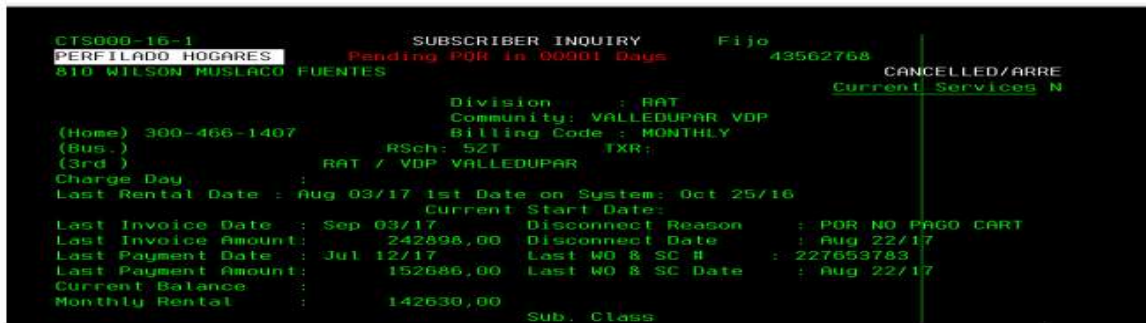 CTS000-16-1 SUBSCRIBER INQUIRY Fijo
PERFILADO HOGARES Pending PQR in 00001 Days 43562768
810 WILSON MUSLACO FUENTES CANCELLED/ARRE
Current Services N
Division : RAT
Community: VALLEDUPAR VDP
(Home) 300-466-1407 Billing Code : MONTHLY
(Bus.) RSch: 5ZT TXR:
(3rd ) RAT / VDP VALLEDUPAR
Charge Day :
Last Rental Date : Aug 03/17 1st Date on System: Oct 25/16
Current Start Date:
Last Invoice Date : Sep 03/17 Disconnect Reason : POR NO PAGO CART
Last Invoice Amount: 242898,00 Disconnect Date : Aug 22/17
Last Payment Date : Jul 12/17 Last WO & SC # : 227653783
Last Payment Amount: 152686,00 Last WO & SC Date : Aug 22/17
Current Balance :
Monthly Rental : 142630,00
Sub. Class